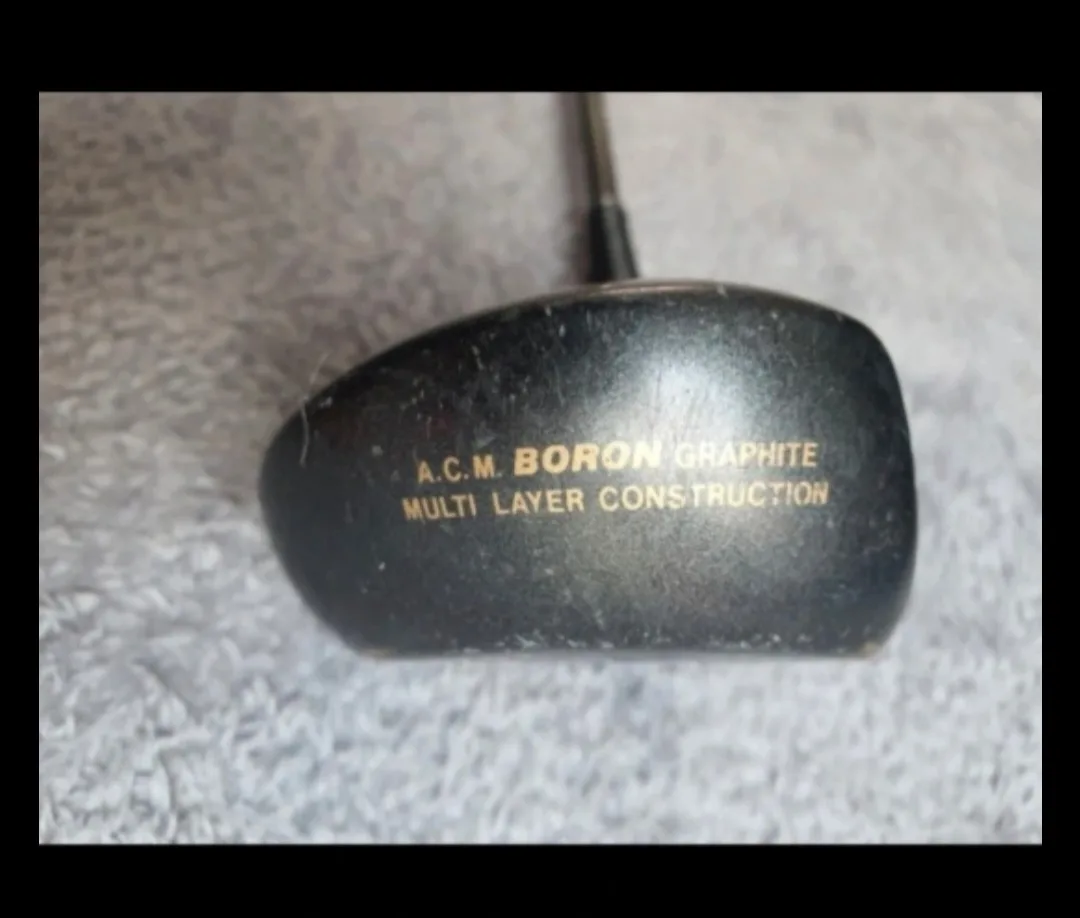 A.C.M. BORON GRAPHITE
MULTI LAYER CONSTRUCTION